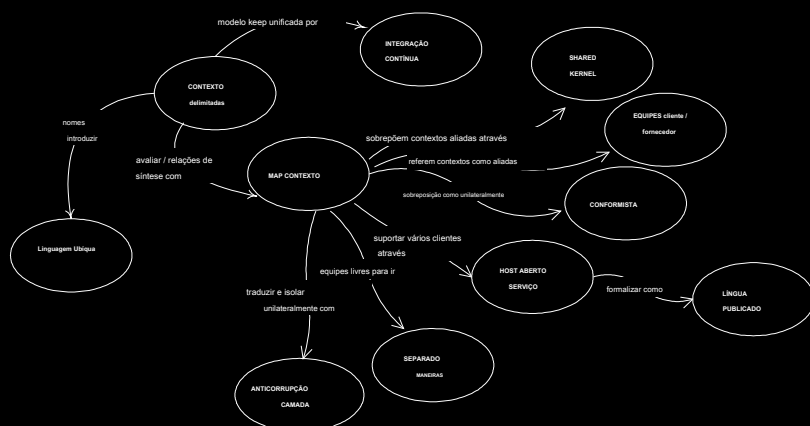 modelo keep unificada por
INTEGRAÇÃO
CONTÍNUA
SHARED
KERNEL
CONTEXTO
delimitadas
nomes
introduzir
EQUIPES cliente /
fornecedor
avaliar / relações de
síntese com
MAP CONTEXTO
sobrepõem contextos aliadas através
referem contextos como aliadas
sobreposição como unilateralmente
CONFORMISTA
Linguagem Ubíqua
suportar vários clientes
através
equipes livres para ir
HOST ABERTO
SERVIÇO
formalizar como
LÍNGUA
PUBLICADO
traduzir e isolar
unilateralmente com
SEPARADO
MANEIRAS
ANTICORRUPÇÃO
CAMADA